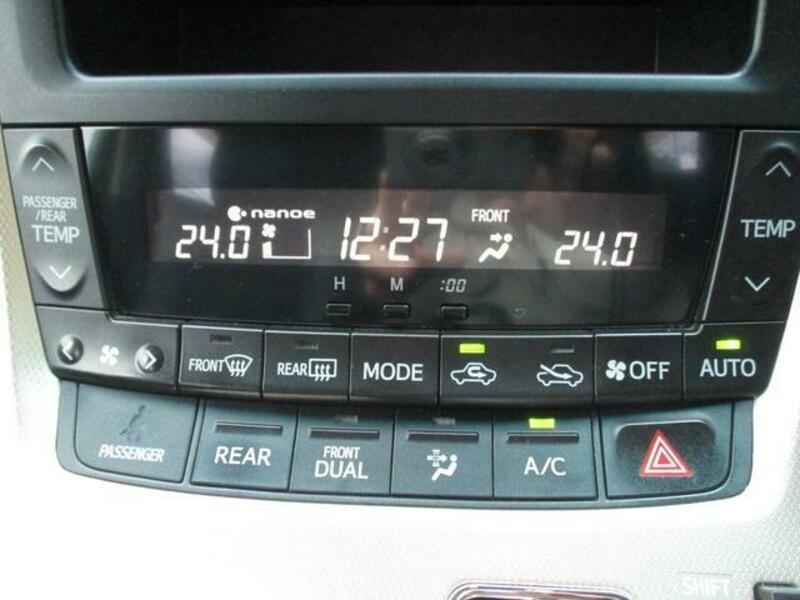 PASSENGER
/REAR
TEMP
nanoe
24.0
12:27
FRONT
24.0
TEMP
H M :00
FRONT
REAR
MODE
OFF
AUTO
PASSENGER
REAR
FRONT
DUAL
A/C
SHIFT